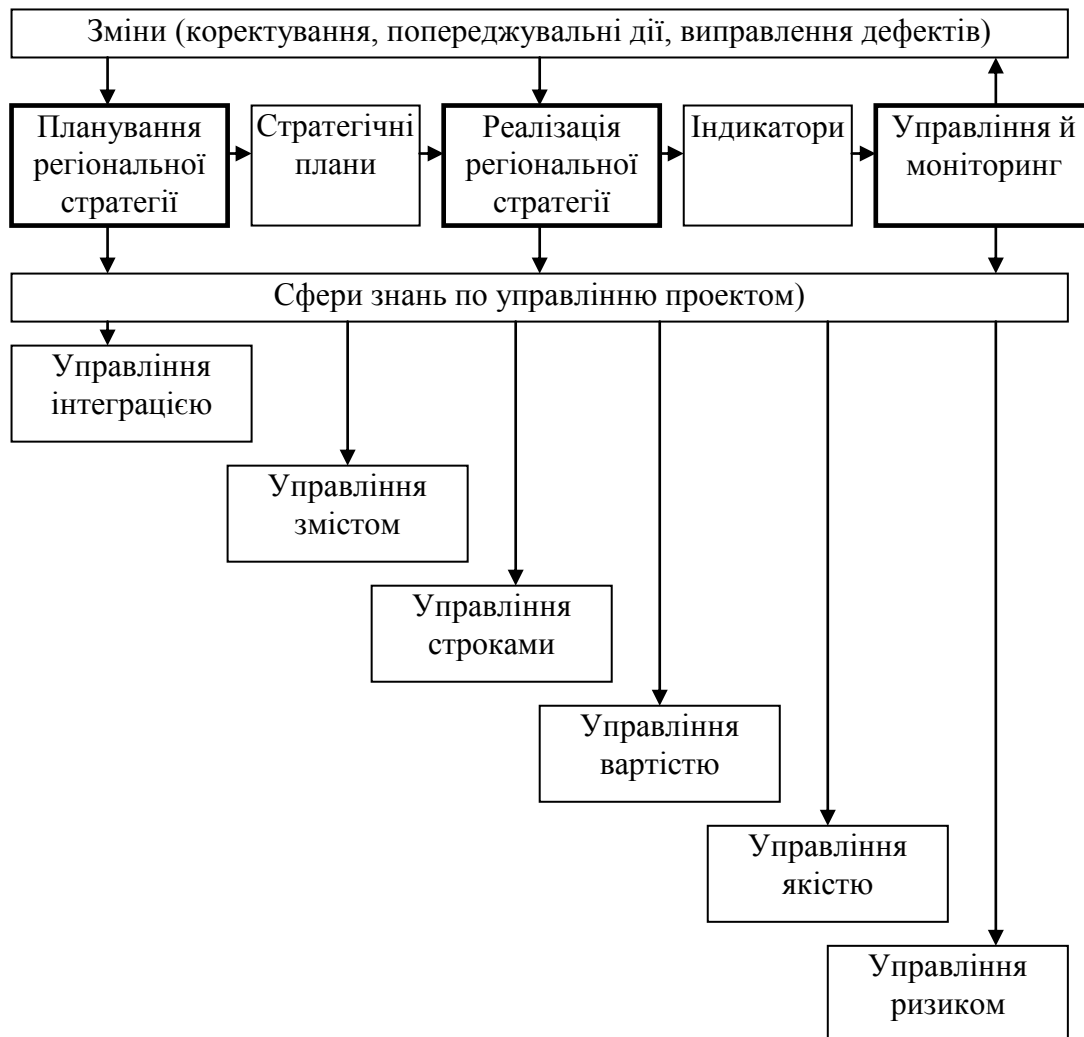 Зміни (коректування, попереджувальні дії, виправлення дефектів)
Планування
регіональної
стратегії
Стратегічні
плани
Реалізація
регіональної
стратегії
Індикатори
Управління й
моніторинг
Сфери знань по управлінню проектом)
Управління
інтеграцією
Управління
змістом
Управління
строками
Управління
вартістю
Управління
якістю
Управління
ризиком